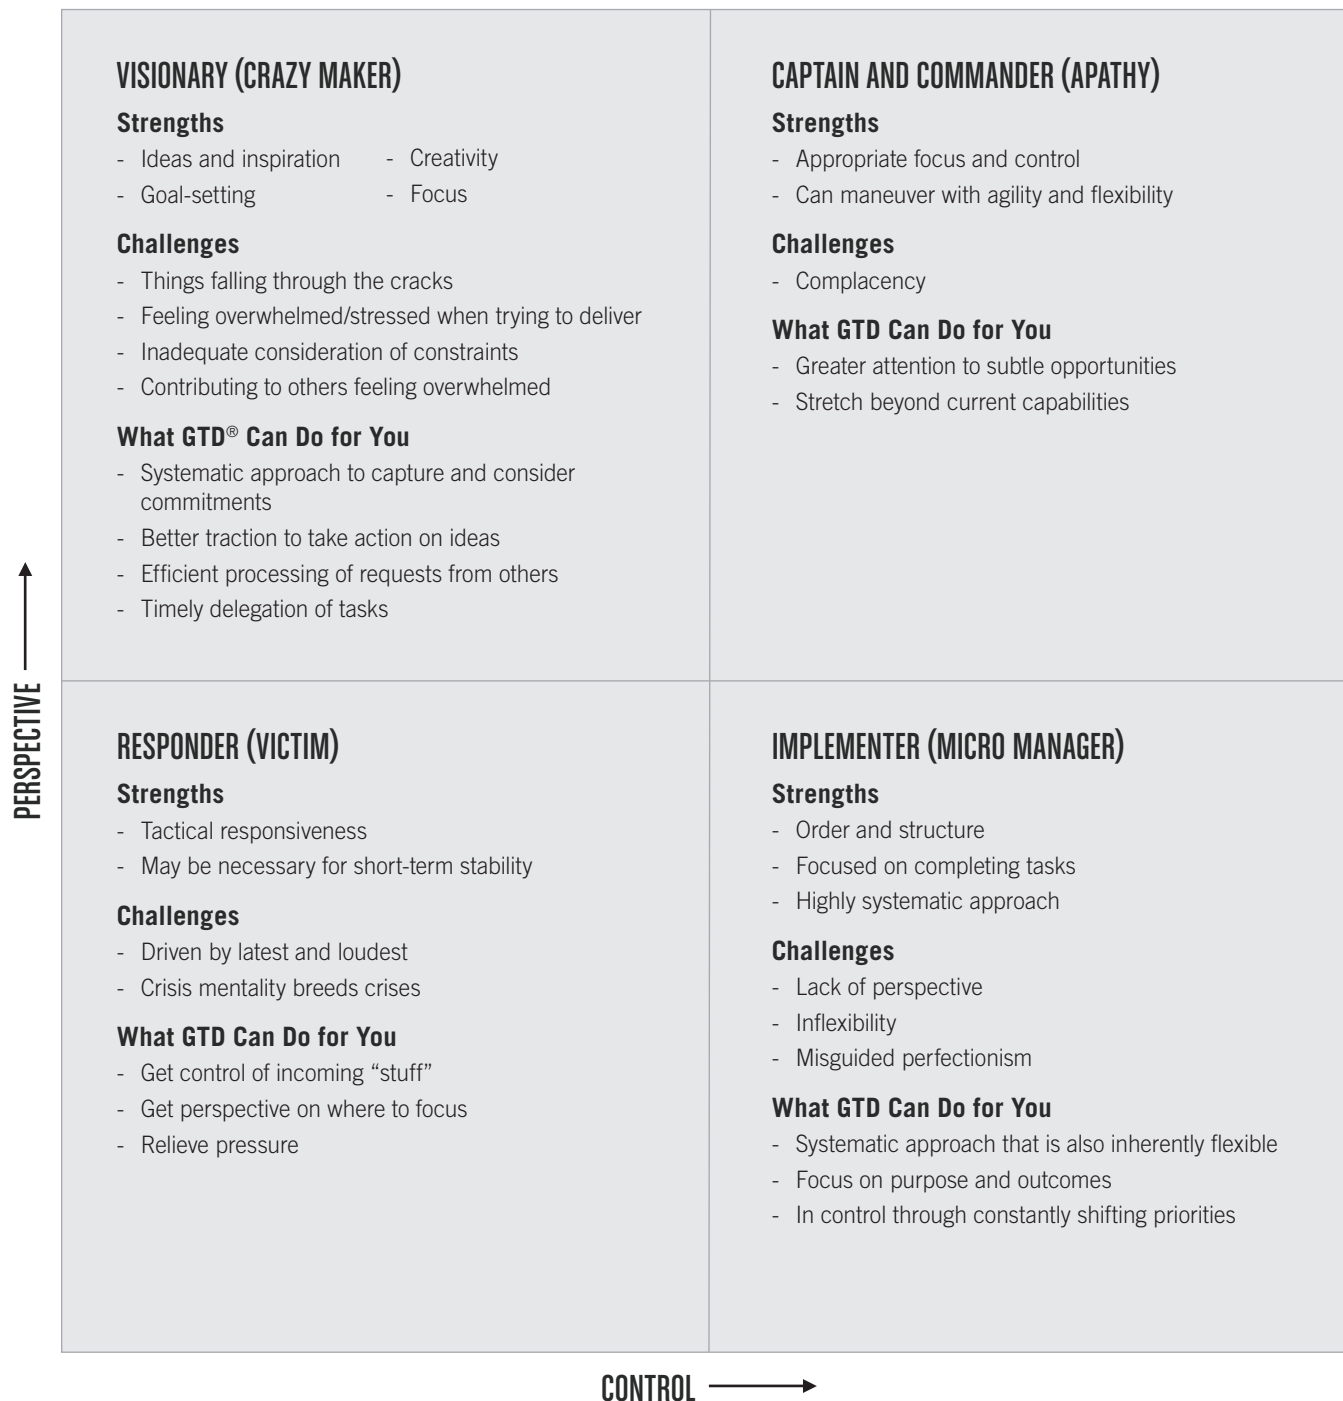 VISIONARY (CRAZY MAKER)
Strengths
- Ideas and inspiration - Creativity
- Goal-setting - Focus
Challenges
- Things falling through the cracks
- Feeling overwhelmed/stressed when trying to deliver
- Inadequate consideration of constraints
- Contributing to others feeling overwhelmed
What GTD® Can Do for You
- Systematic approach to capture and consider
commitments
- Better traction to take action on ideas
- Efficient processing of requests from others
- Timely delegation of tasks
CAPTAIN AND COMMANDER (APATHY)
Strengths
- Appropriate focus and control
- Can maneuver with agility and flexibility
Challenges
- Complacency
What GTD Can Do for You
- Greater attention to subtle opportunities
- Stretch beyond current capabilities
PERSPECTIVE
RESPONDER (VICTIM)
Strengths
- Tactical responsiveness
- May be necessary for short-term stability
Challenges
- Driven by latest and loudest
- Crisis mentality breeds crises
What GTD Can Do for You
- Get control of incoming “stuff”
- Get perspective on where to focus
- Relieve pressure
IMPLEMENTER (MICRO MANAGER)
Strengths
- Order and structure
- Focused on completing tasks
- Highly systematic approach
Challenges
- Lack of perspective
- Inflexibility
- Misguided perfectionism
What GTD Can Do for You
- Systematic approach that is also inherently flexible
- Focus on purpose and outcomes
- In control through constantly shifting priorities
CONTROL